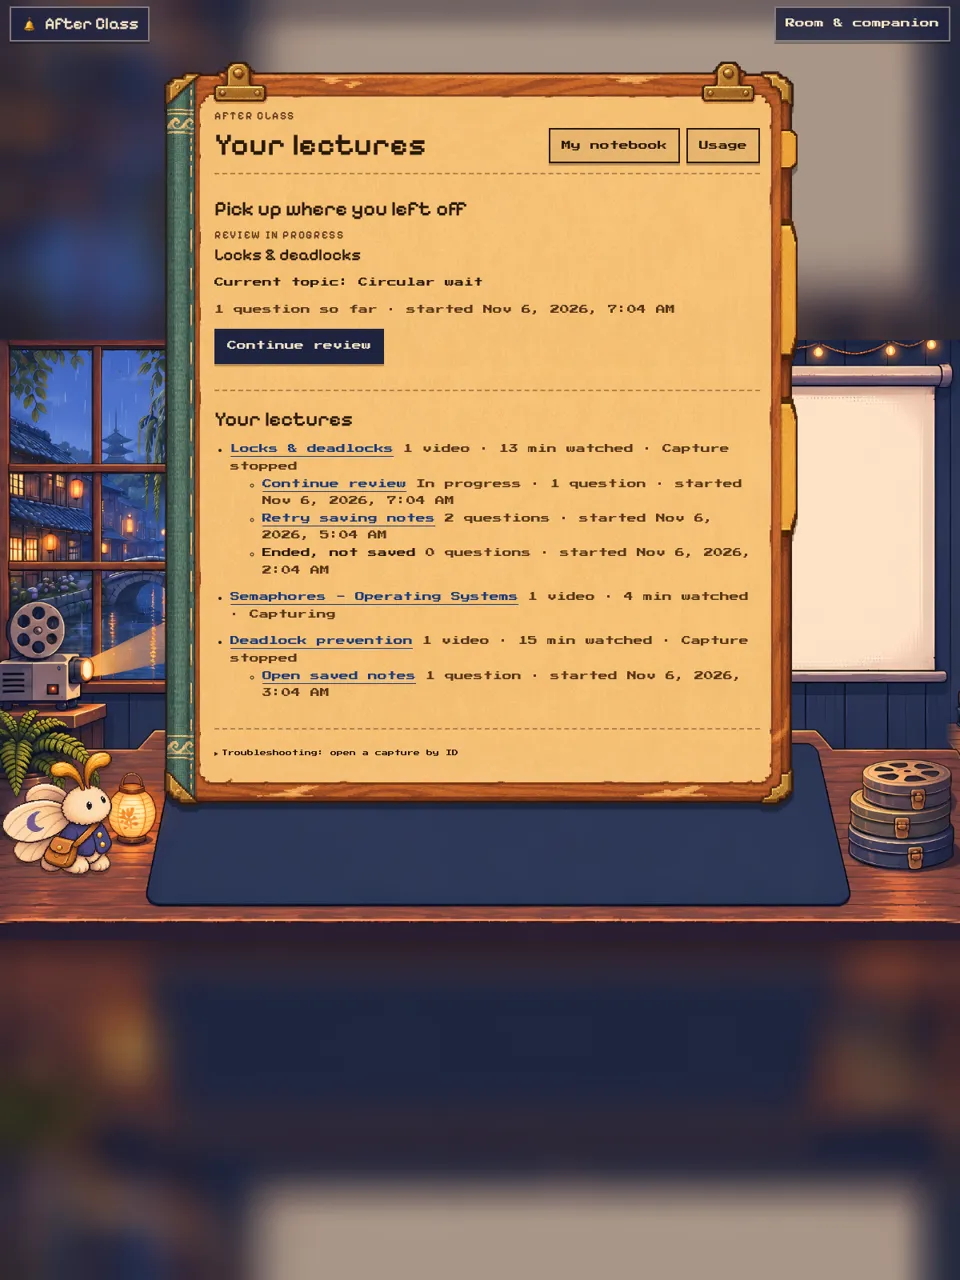 After Class
Room & companion
AFTER CLASS
Your lectures
My notebook
Usage
Pick up where you left off
REVIEW IN PROGRESS
Locks & deadlocks
Current topic: Circular wait
1 question so far · started Nov 6, 2026, 7:04 AM
Continue review
Your lectures
• Locks & deadlocks 1 video · 13 min watched · Capture
stopped
◦ Continue review In progress · 1 question · started
Nov 6, 2026, 7:04 AM
◦ Retry saving notes 2 questions · started Nov 6,
2026, 5:04 AM
◦ Ended, not saved 0 questions · started Nov 6, 2026,
2:04 AM
• Semaphores – Operating Systems 1 video · 4 min watched
· Capturing
• Deadlock prevention 1 video · 15 min watched · Capture
stopped
◦ Open saved notes 1 question · started Nov 6, 2026,
3:04 AM
▸ Troubleshooting: open a capture by ID